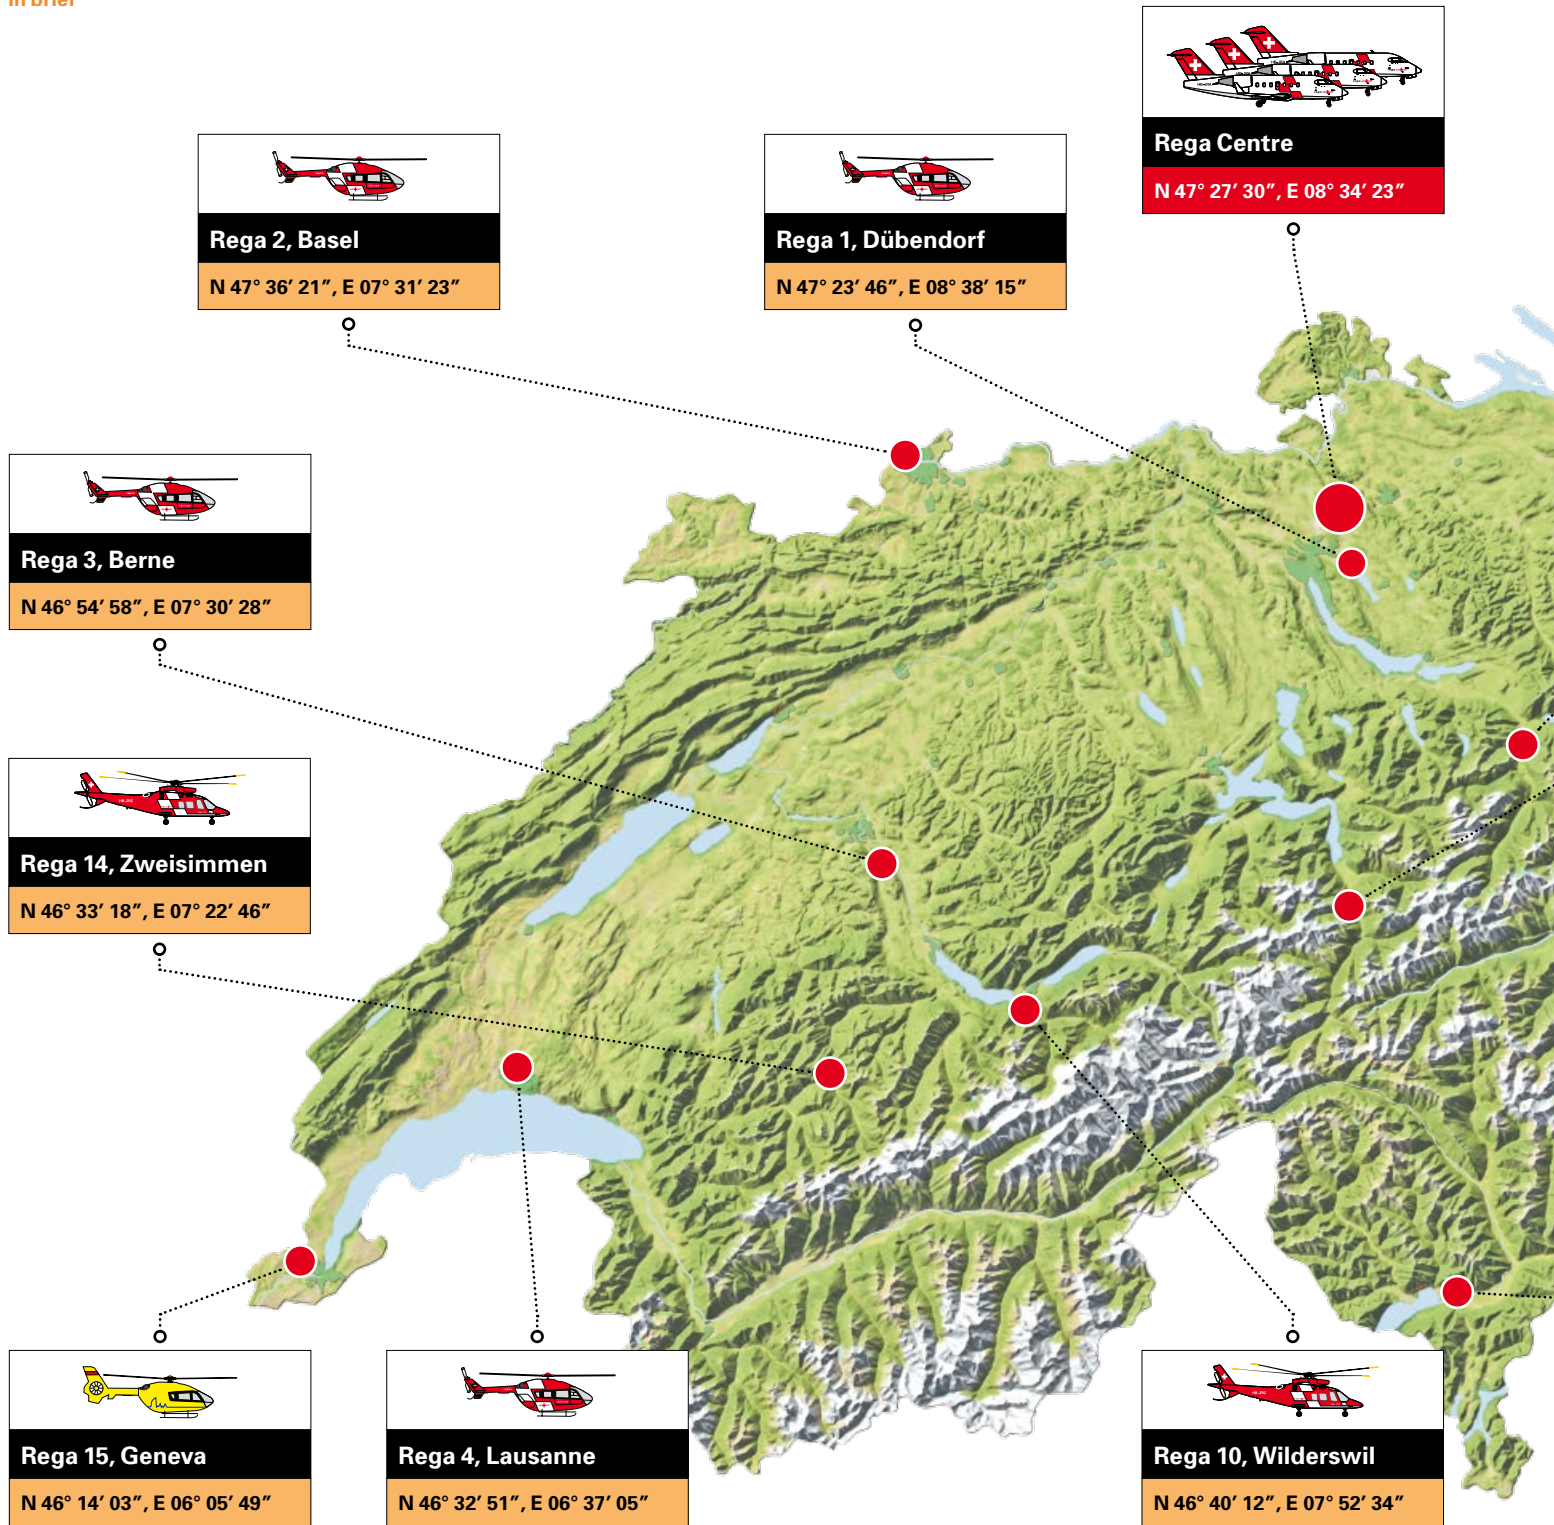 In brief
Rega Centre
N 47° 27′ 30″, E 08° 34′ 23″
Rega 2, Basel
N 47° 36′ 21″, E 07° 31′ 23″
Rega 1, Dübendorf
N 47° 23′ 46″, E 08° 38′ 15″
Rega 3, Berne
N 46° 54′ 58″, E 07° 30′ 28″
Rega 14, Zweisimmen
N 46° 33′ 18″, E 07° 22′ 46″
Rega 15, Geneva
N 46° 14′ 03″, E 06° 05′ 49″
Rega 4, Lausanne
N 46° 32′ 51″, E 06° 37′ 05″
Rega 10, Wilderswil
N 46° 40′ 12″, E 07° 52′ 34″